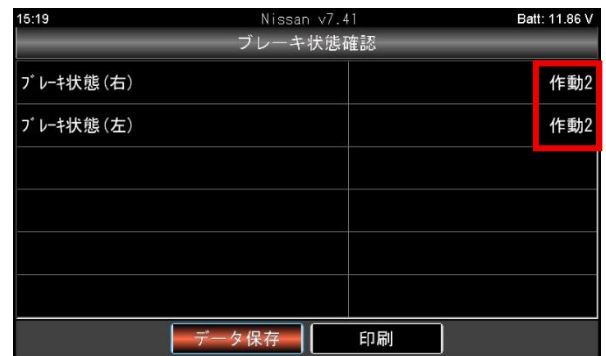 15:19 Nissan v7.41 Batt: 11.86 V
ブレーキ状態確認
ﾌﾞﾚｰｷ状態(右) 作動2
ﾌﾞﾚｰｷ状態(左) 作動2
データ保存 印刷